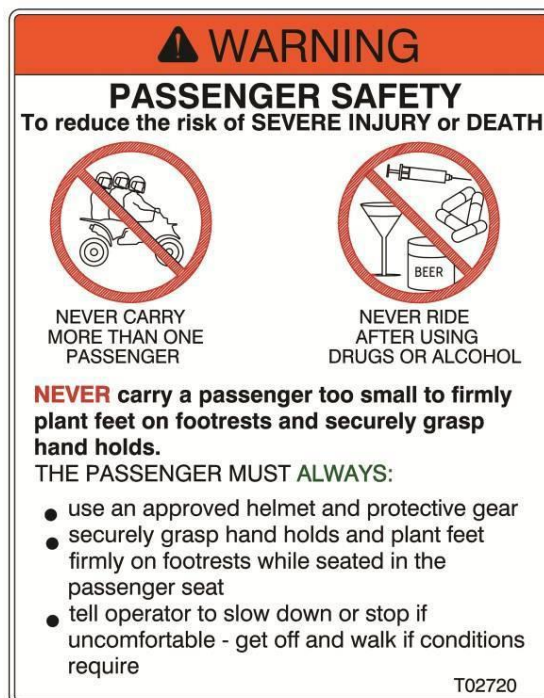 WARNING
PASSENGER SAFETY
To reduce the risk of SEVERE INJURY or DEATH
NEVER CARRY
MORE THAN ONE
PASSENGER
BEER
NEVER RIDE
AFTER USING
DRUGS OR ALCOHOL
NEVER carry a passenger too small to firmly
plant feet on footrests and securely grasp
hand holds.
THE PASSENGER MUST ALWAYS:
● use an approved helmet and protective gear
● securely grasp hand holds and plant feet
firmly on footrests while seated in the
passenger seat
● tell operator to slow down or stop if
uncomfortable - get off and walk if conditions
require
T02720